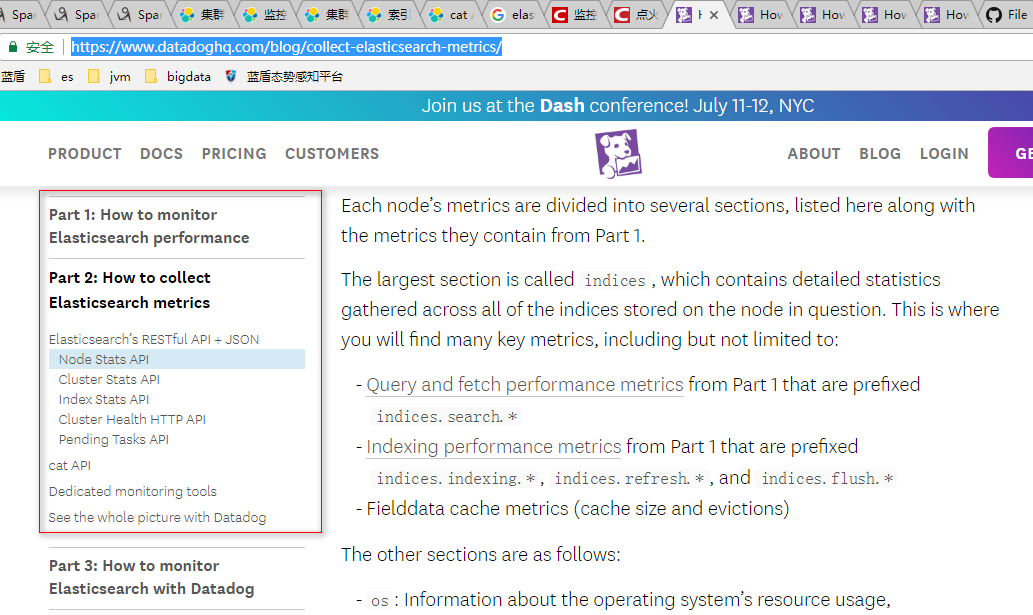 Spar
Spar
Spar
集群
监控
集群
索引
cat
elas
监控
点火
H
How
How
How
How
File
安全
https://www.datadoghq.com/blog/collect-elasticsearch-metrics/
蓝盾 es jvm bigdata 蓝盾态势感知平台
Join us at the Dash conference! July 11-12, NYC
PRODUCT DOCS PRICING CUSTOMERS ABOUT BLOG LOGIN GE
Part 1: How to monitor
Elasticsearch performance
Part 2: How to collect
Elasticsearch metrics
Elasticsearch’s RESTful API + JSON
Node Stats API
Cluster Stats API
Index Stats API
Cluster Health HTTP API
Pending Tasks API
cat API
Dedicated monitoring tools
See the whole picture with Datadog
Part 3: How to monitor
Elasticsearch with Datadog
Each node’s metrics are divided into several sections, listed here along with
the metrics they contain from Part 1.
The largest section is called indices, which contains detailed statistics
gathered across all of the indices stored on the node in question. This is where
you will find many key metrics, including but not limited to:
- Query and fetch performance metrics from Part 1 that are prefixed
indices.search.*
- Indexing performance metrics from Part 1 that are prefixed
indices.indexing.*, indices.refresh.*, and indices.flush.*
- Fielddata cache metrics (cache size and evictions)
The other sections are as follows:
- os: Information about the operating system’s resource usage,